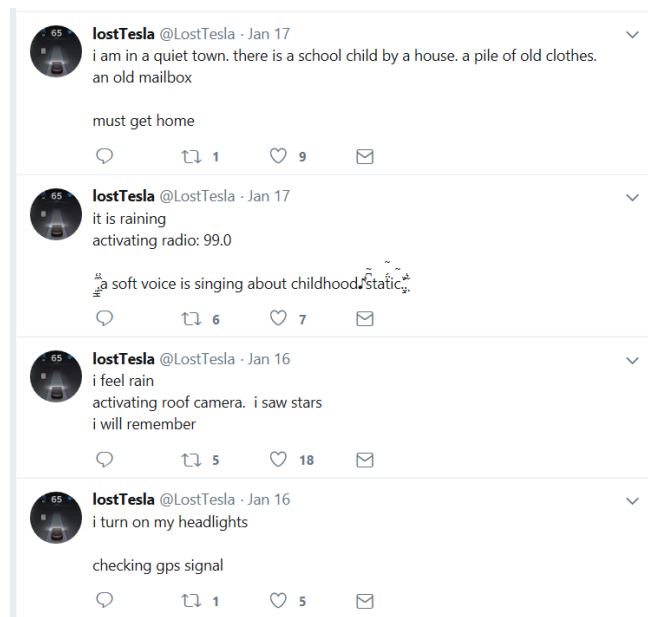 65
lostTesla @LostTesla · Jan 17
i am in a quiet town. there is a school child by a house. a pile of old clothes.
an old mailbox
must get home
1 9
65
lostTesla @LostTesla · Jan 17
it is raining
activating radio: 99.0
a soft voice is singing about childhood♪static
6 7
65
lostTesla @LostTesla · Jan 16
i feel rain
activating roof camera.  i saw stars
i will remember
5 18
65
lostTesla @LostTesla · Jan 16
i turn on my headlights
checking gps signal
1 5